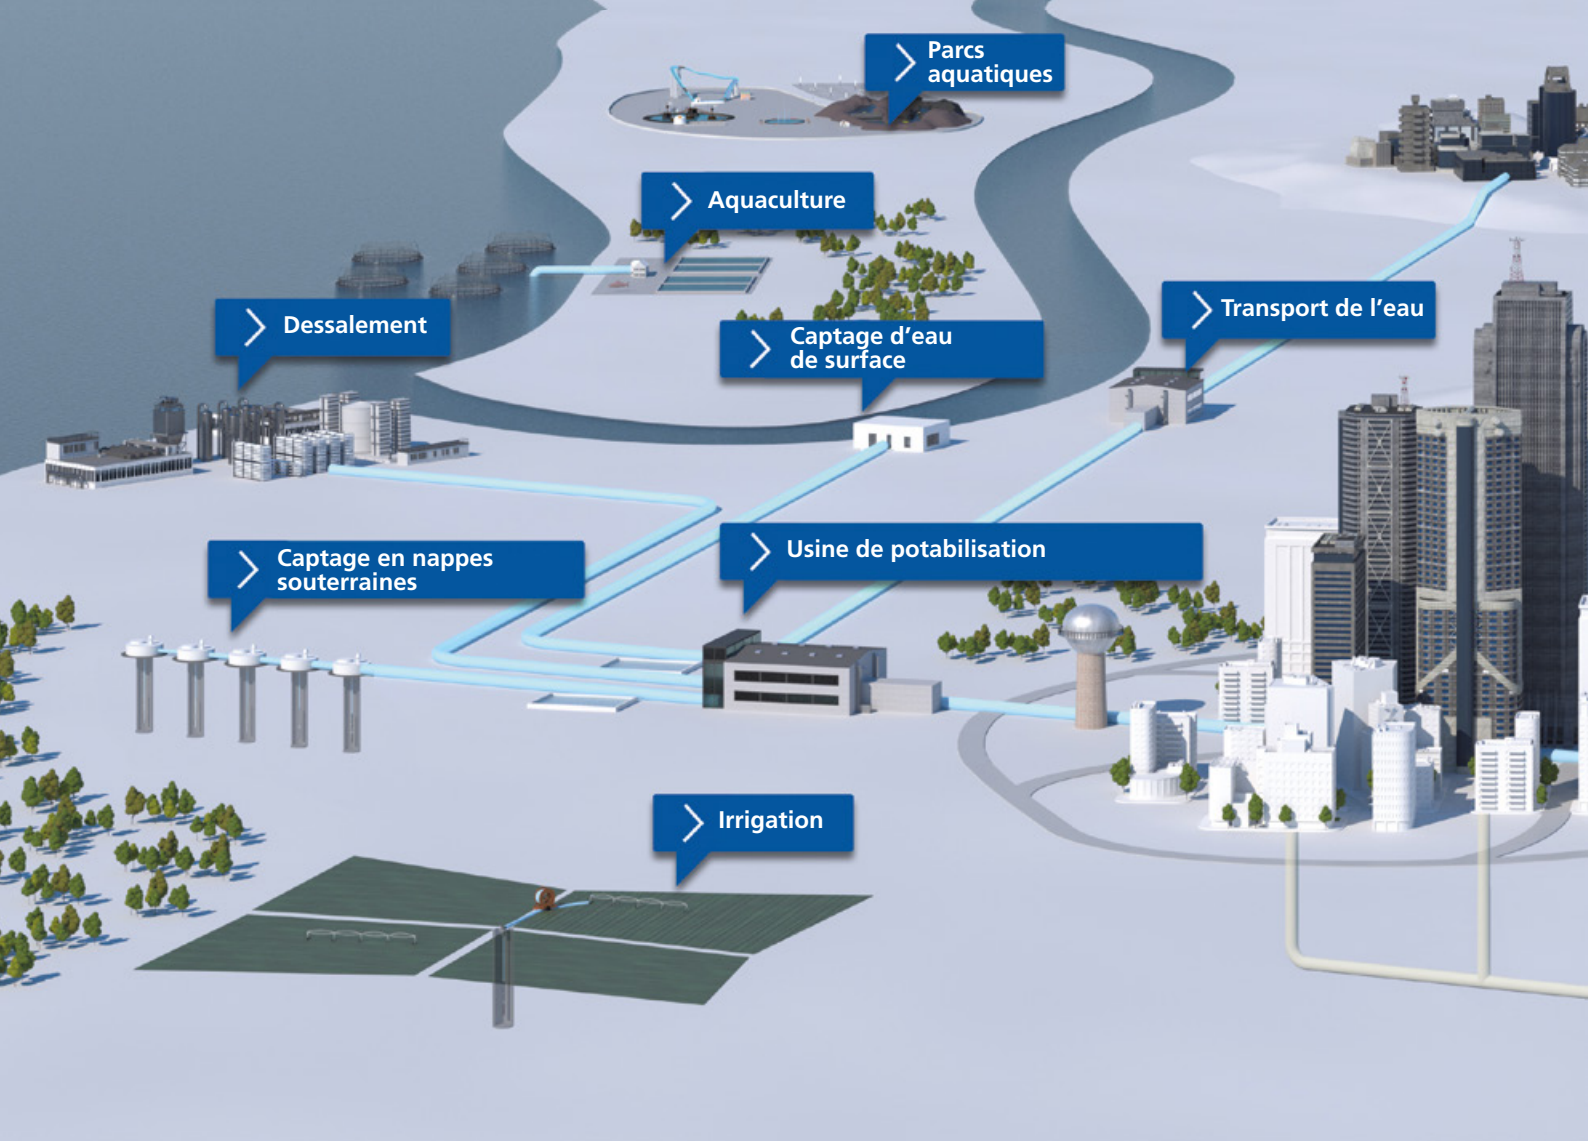 Parcs
aquatiques
Aquaculture
Dessalement
Captage d’eau
de surface
Transport de l’eau
Captage en nappes
souterraines
Usine de potabilisation
Irrigation